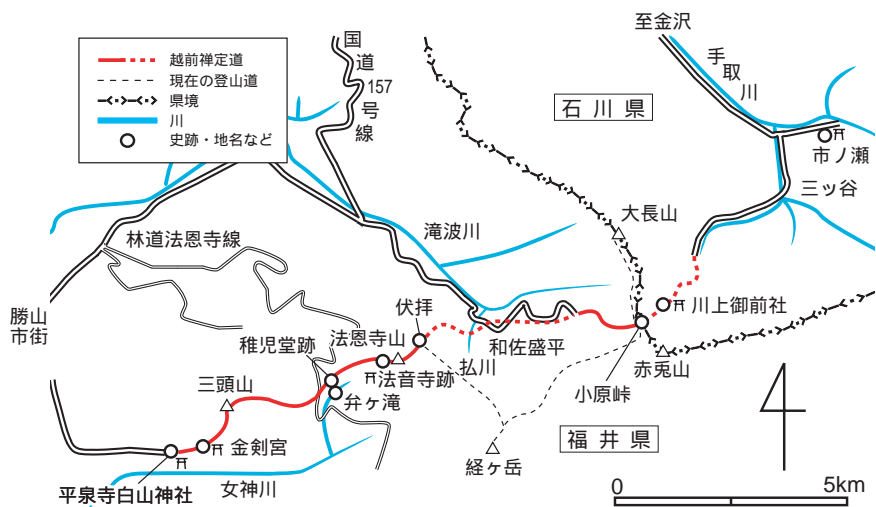 越前禅定道
現在の登山道
県境
川
史跡・地名など
国道157号線
至金沢
手取川
石川県
市ノ瀬
三ッ谷
大長山
滝波川
林道法恩寺線
川上御前社
勝山
市街
伏拝
法恩寺山
稚児堂跡
和佐盛平
払川
赤兎山
小原峠
三頭山
法音寺跡
弁ヶ滝
金剣宮
福井県
経ヶ岳
女神川
平泉寺白山神社
0
5km